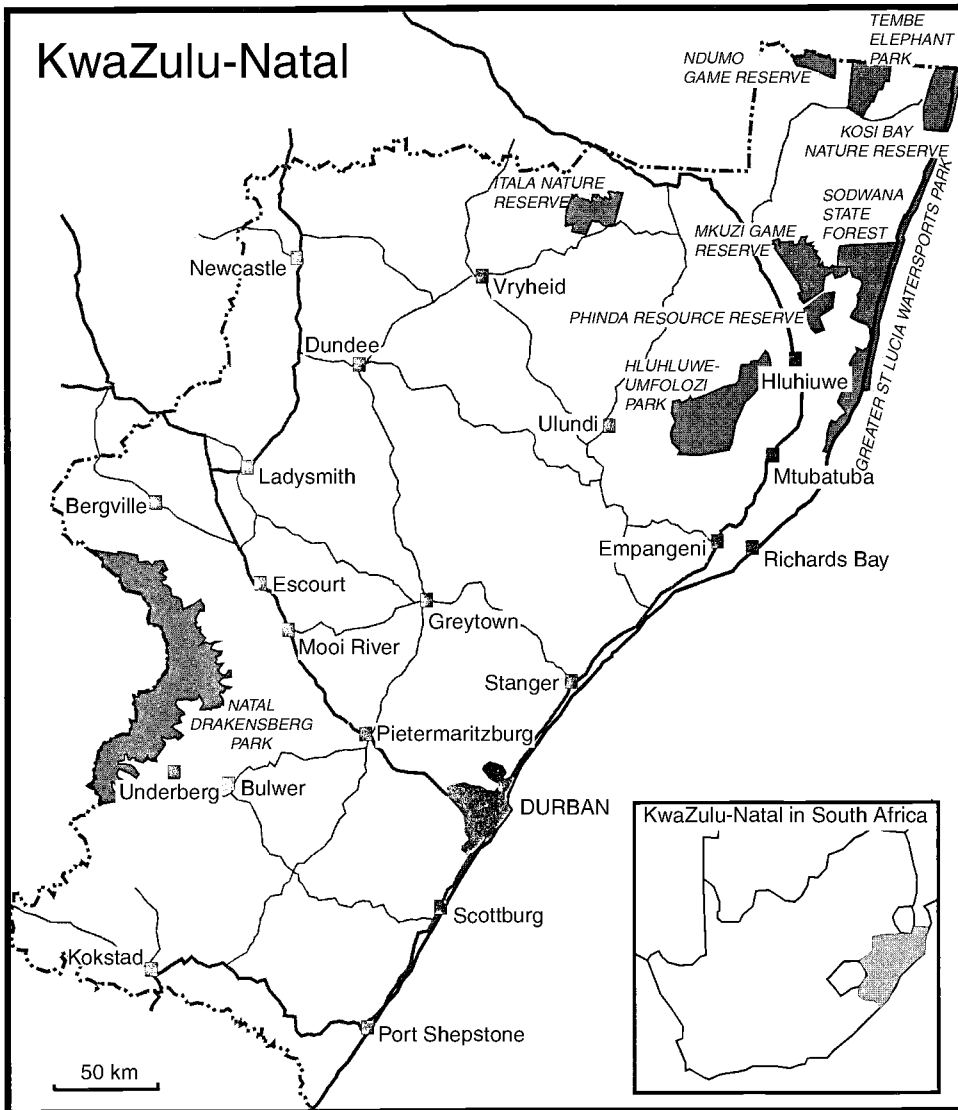 KwaZulu-Natal
TEMBE
ELEPHANT
PARK
NDUMO
GAME RESERVE
KOSI BAY
NATURE RESERVE
ITALA NATURE
RESERVE
SODWANA
STATE
FOREST
MKUZI GAME
RESERVE
GREATER ST LUCIA WATERSPORTS PARK
Newcastle
Vryheid
PHINDA RESOURCE RESERVE
Dundee
HLUHLUWE-
UMFOLOZI
PARK
Hluhiuwe
Ulundi
Ladysmith
Mtubatuba
Bergville
Empangeni
Richards Bay
Escourt
Greytown
Mooi River
Stanger
NATAL
DRAKENSBERG
PARK
Pietermaritzburg
Underberg
Bulwer
DURBAN
KwaZulu-Natal in South Africa
Scottburg
Kokstad
Port Shepstone
50 km